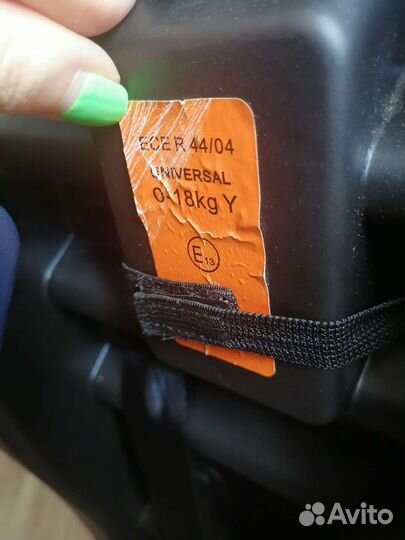 ECE R 44/04
UNIVERSAL
0-18kg Y
E13
Avito